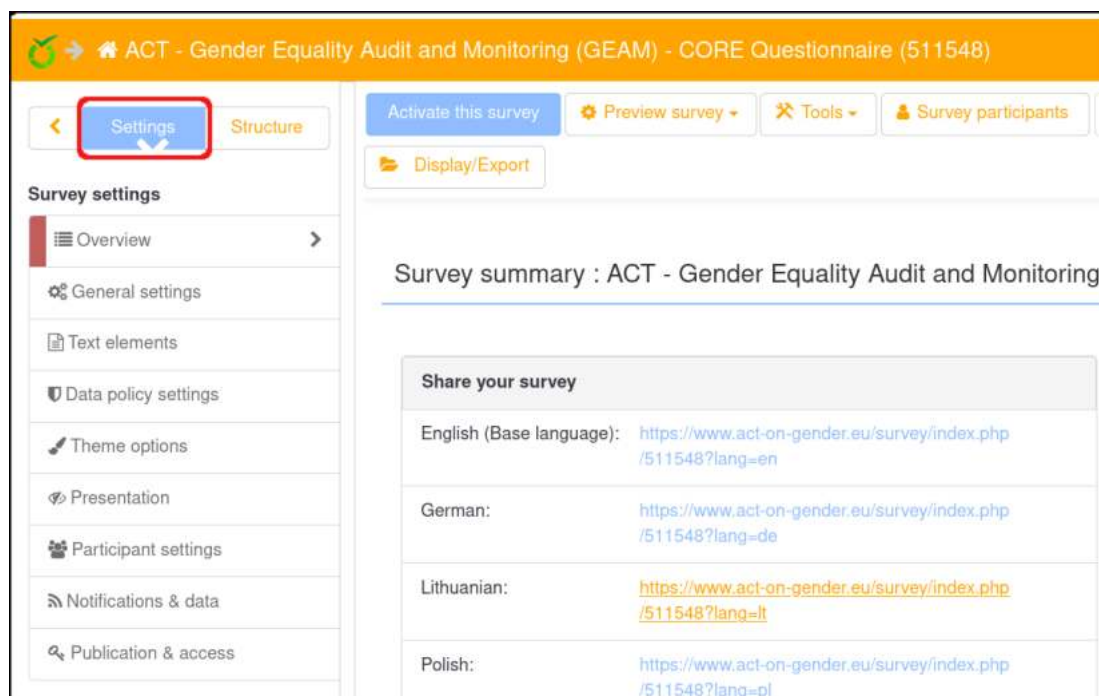 ACT - Gender Equality Audit and Monitoring (GEAM) - CORE Questionnaire (511548)
Settings
Structure
Activate this survey
Preview survey
Tools
Survey participants
Display/Export
Survey settings
Overview
General settings
Text elements
Data policy settings
Theme options
Presentation
Participant settings
Notifications & data
Publication & access
Survey summary : ACT - Gender Equality Audit and Monitoring
Share your survey
English (Base language):
https://www.act-on-gender.eu/survey/index.php
/511548?lang=en
German:
https://www.act-on-gender.eu/survey/index.php
/511548?lang=de
Lithuanian:
https://www.act-on-gender.eu/survey/index.php
/511548?lang=lt
Polish:
https://www.act-on-gender.eu/survey/index.php
/511548?lang=pl